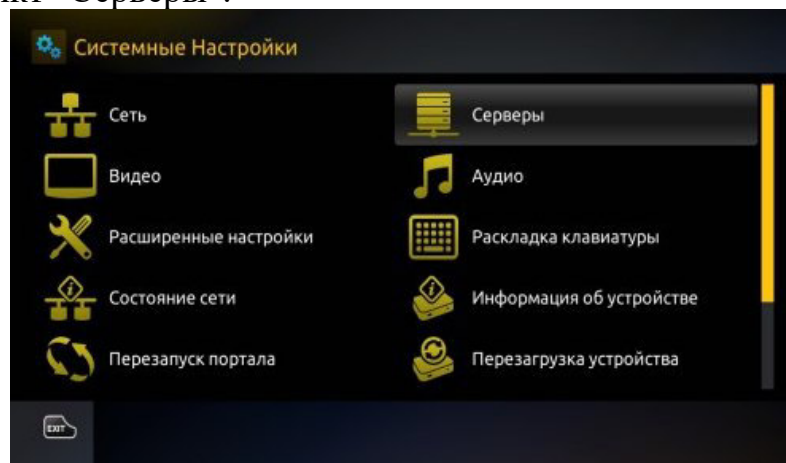 "Серверы".
Системные Настройки
Сеть
Серверы
Видео
Аудио
Расширенные настройки
Раскладка клавиатуры
Состояние сети
Информация об устройстве
Перезапуск портала
Перезагрузка устройства
EXIT